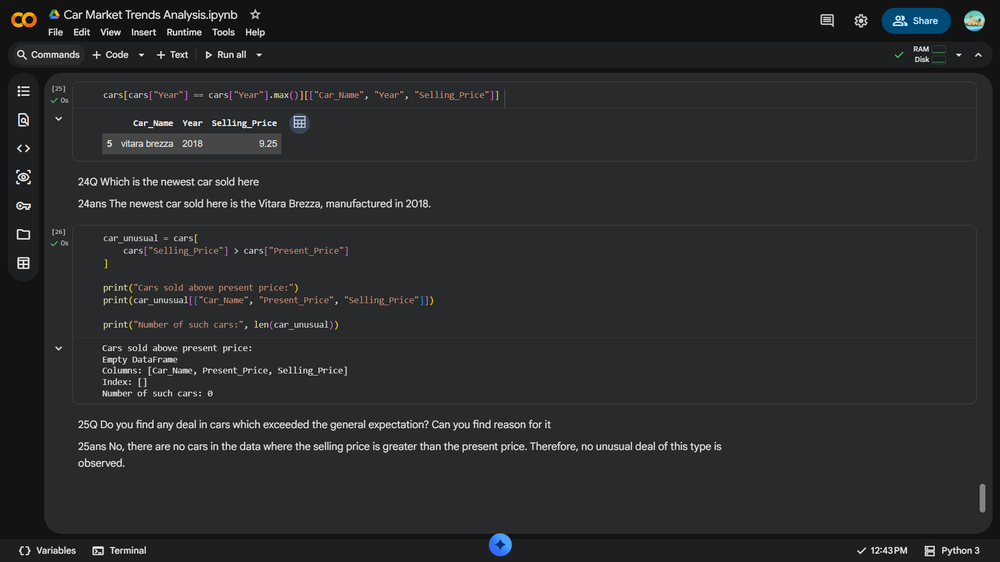 Car Market Trends Analysis.ipynb
File Edit View Insert Runtime Tools Help
Share
Commands + Code + Text Run all
RAM
Disk
[25]
0s
cars[cars["Year"] == cars["Year"].max()][["Car_Name", "Year", "Selling_Price"]]
Car_Name Year Selling_Price
5 vitara brezza 2018 9.25
24Q Which is the newest car sold here
24ans The newest car sold here is the Vitara Brezza, manufactured in 2018.
[26]
0s
car_unusual = cars[
cars["Selling_Price"] > cars["Present_Price"]
]
print("Cars sold above present price:")
print(car_unusual[["Car_Name", "Present_Price", "Selling_Price"]])
print("Number of such cars:", len(car_unusual))
Cars sold above present price:
Empty DataFrame
Columns: [Car_Name, Present_Price, Selling_Price]
Index: []
Number of such cars: 0
25Q Do you find any deal in cars which exceeded the general expectation? Can you find reason for it
25ans No, there are no cars in the data where the selling price is greater than the present price. Therefore, no unusual deal of this type is
observed.
Variables Terminal
12:43 PM Python 3